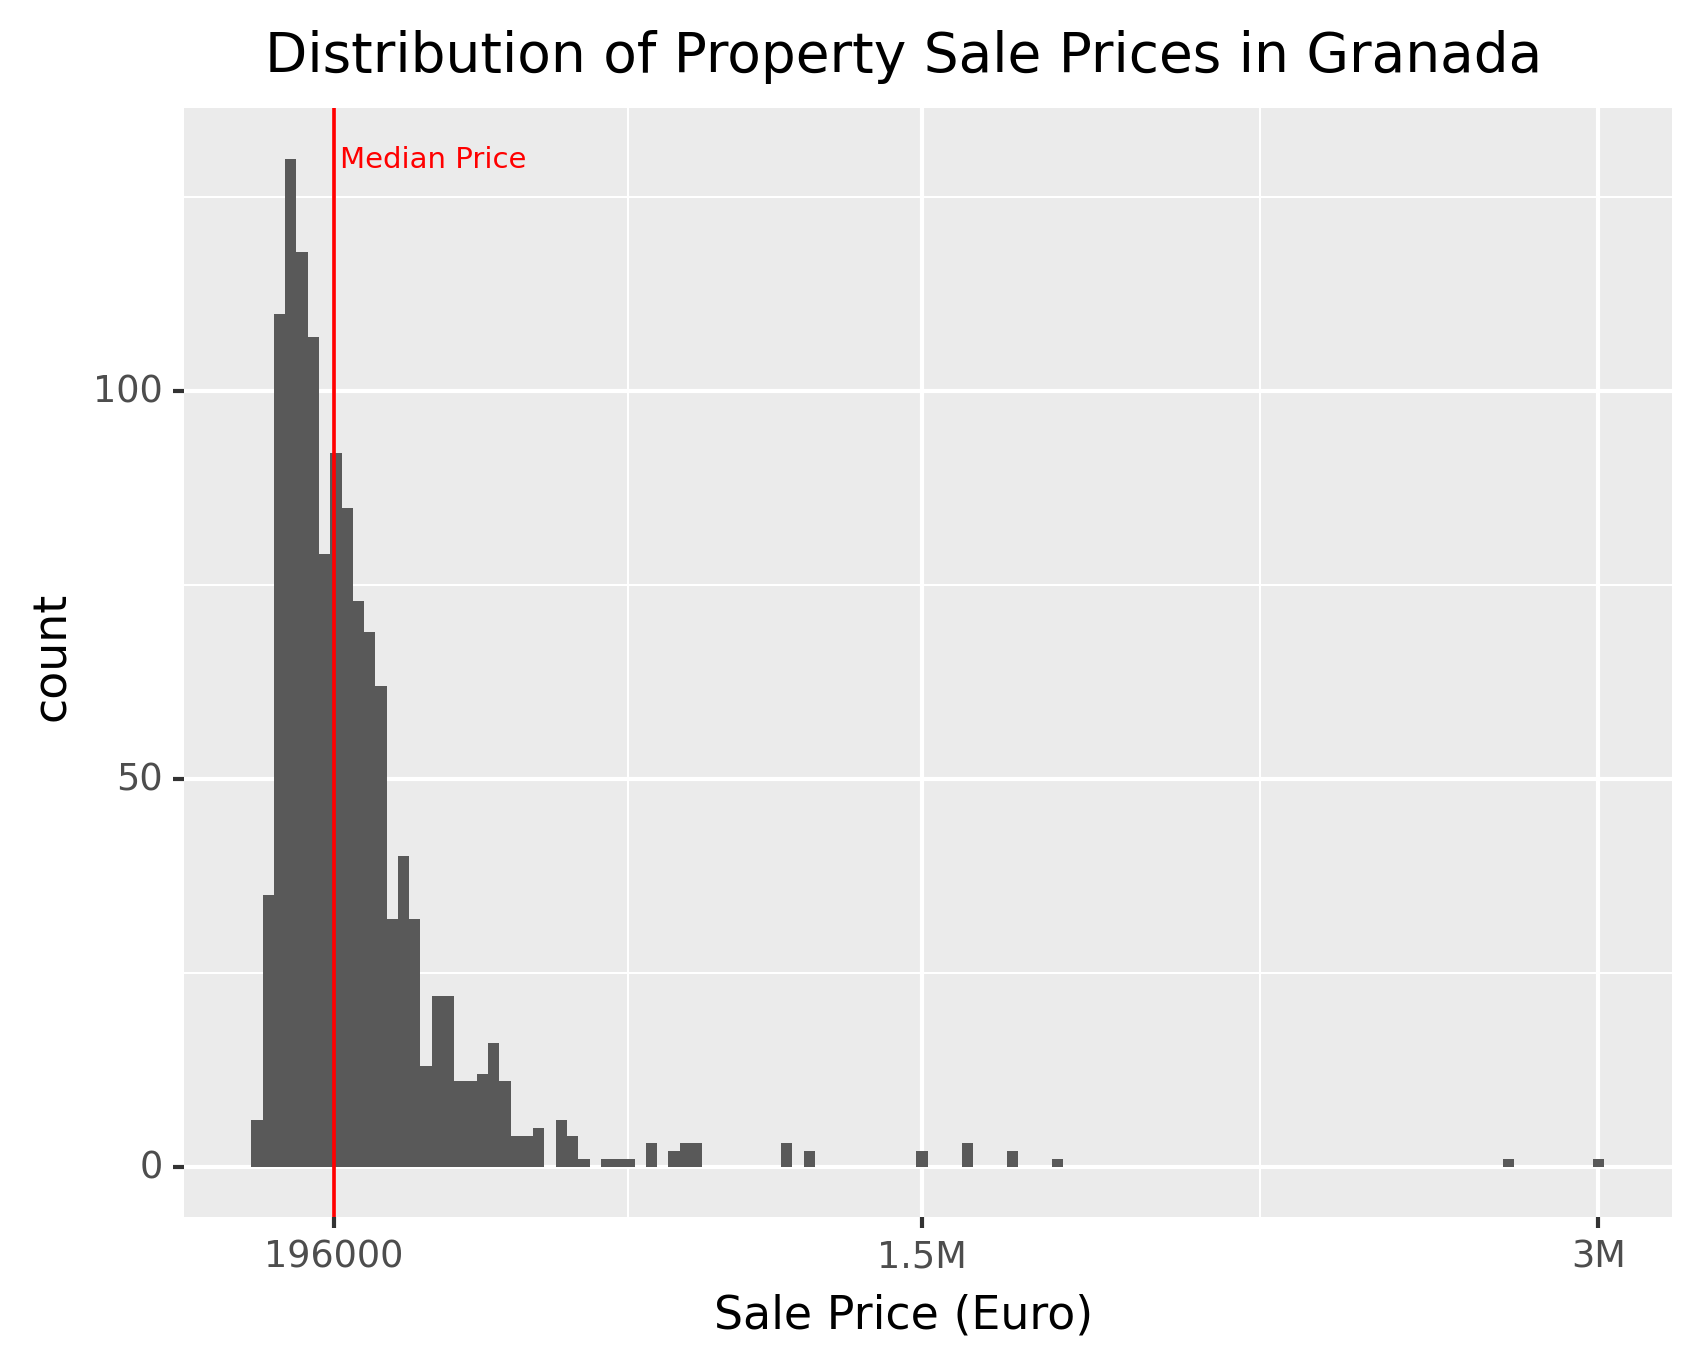 Distribution of Property Sale Prices in Granada
Median Price
100
50
0
count
196000
1.5M
3M
Sale Price (Euro)